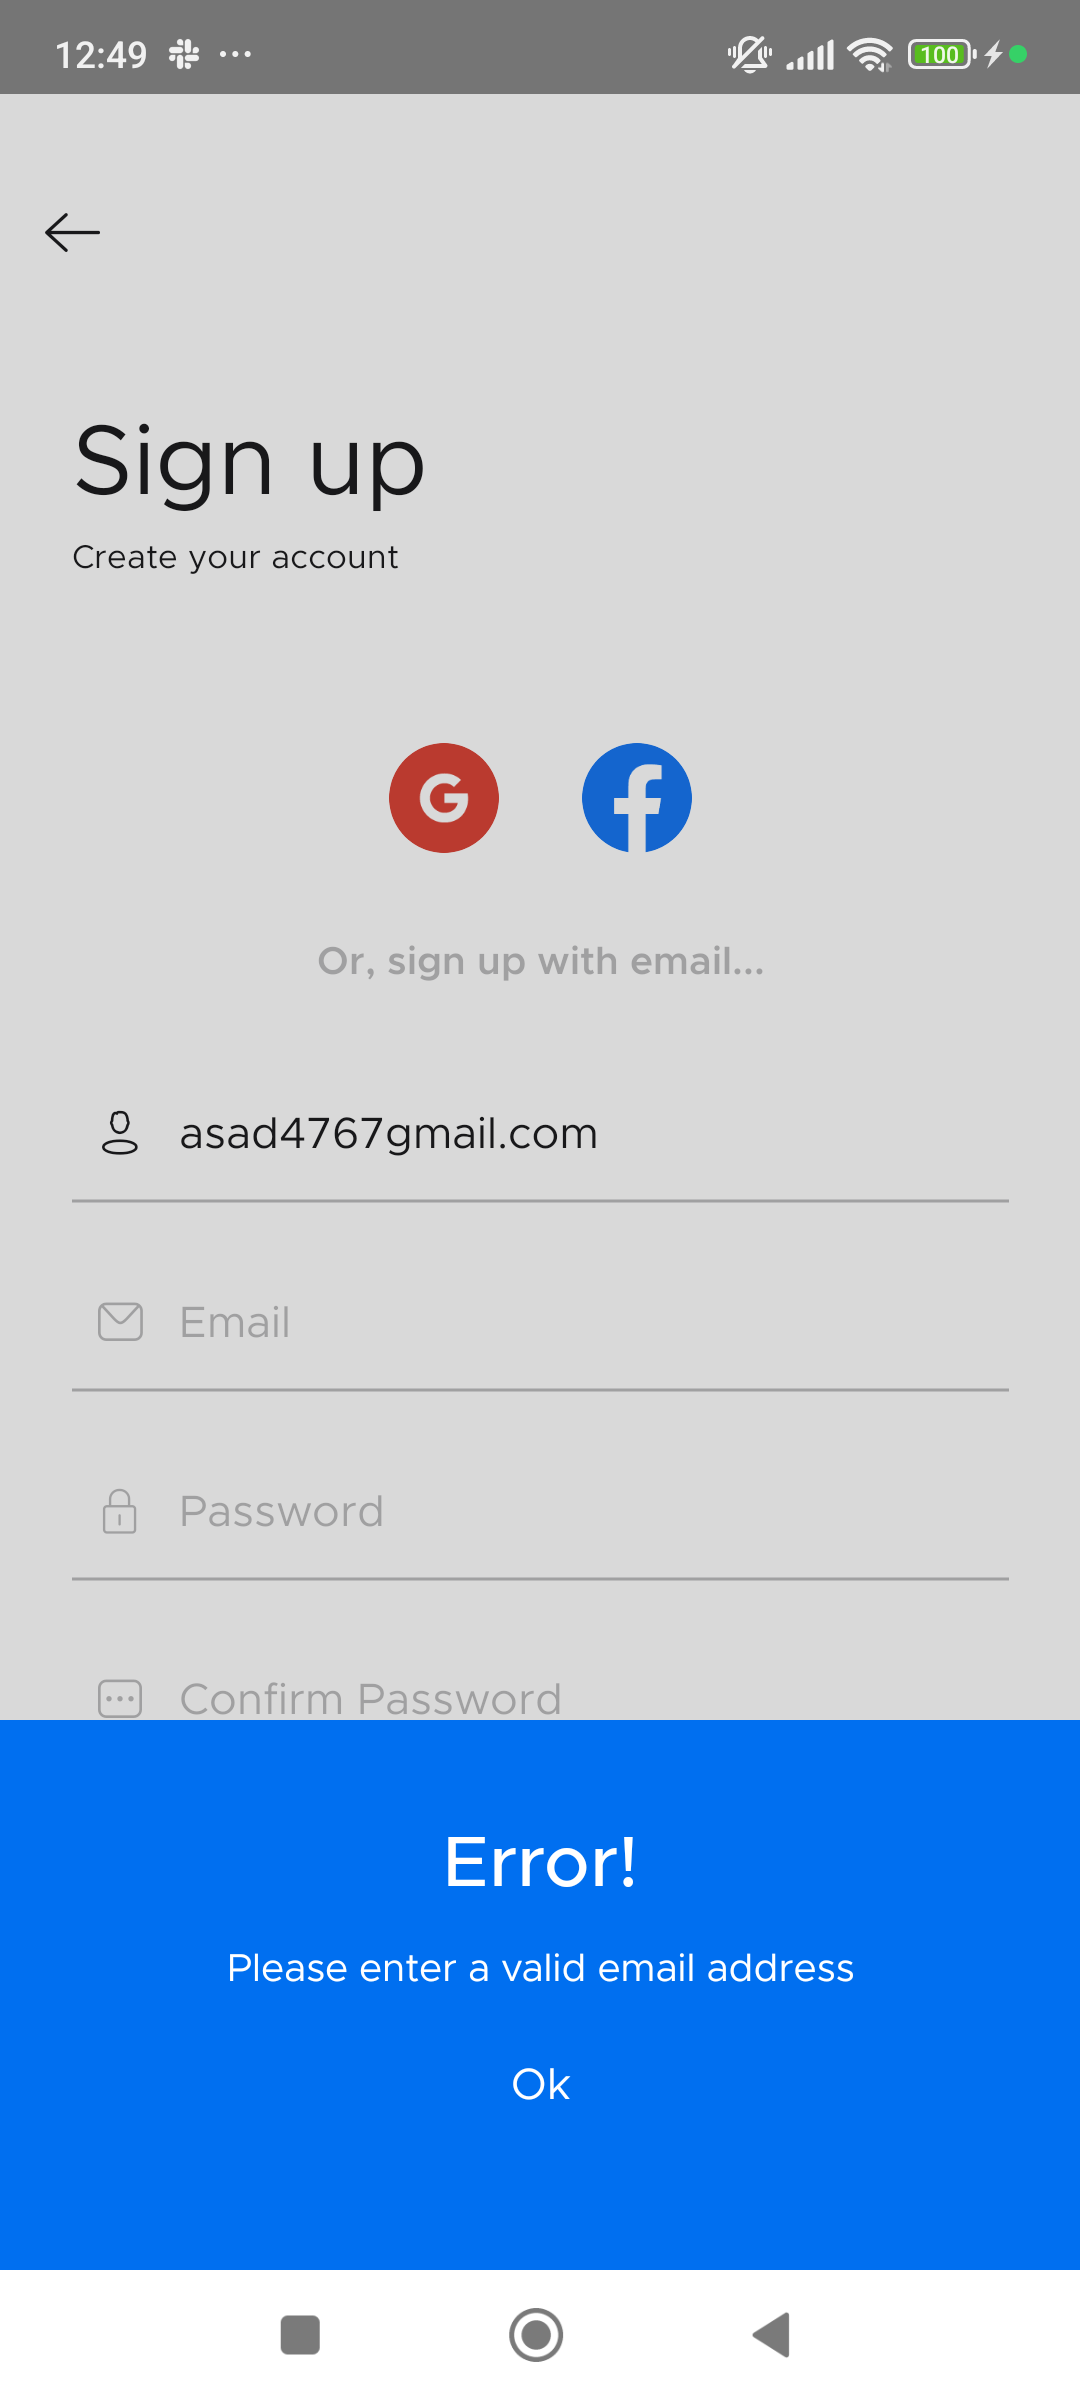 12:49
100
Sign up
Create your account
G f
Or, sign up with email...
asad4767gmail.com
Email
Password
Confirm Password
Error!
Please enter a valid email address
Ok